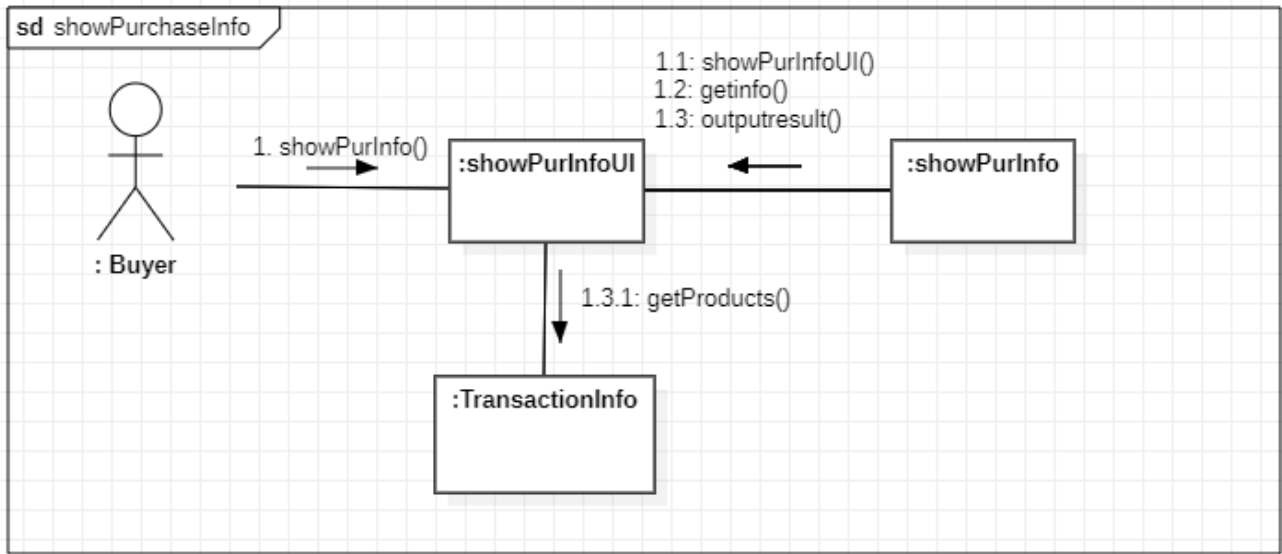 sd showPurchaseInfo
1.1: showPurInfoUI()
1.2: getinfo()
1.3: outputresult()
1. showPurInfo()
:showPurInfoUI
:showPurInfo
: Buyer
1.3.1: getProducts()
:TransactionInfo